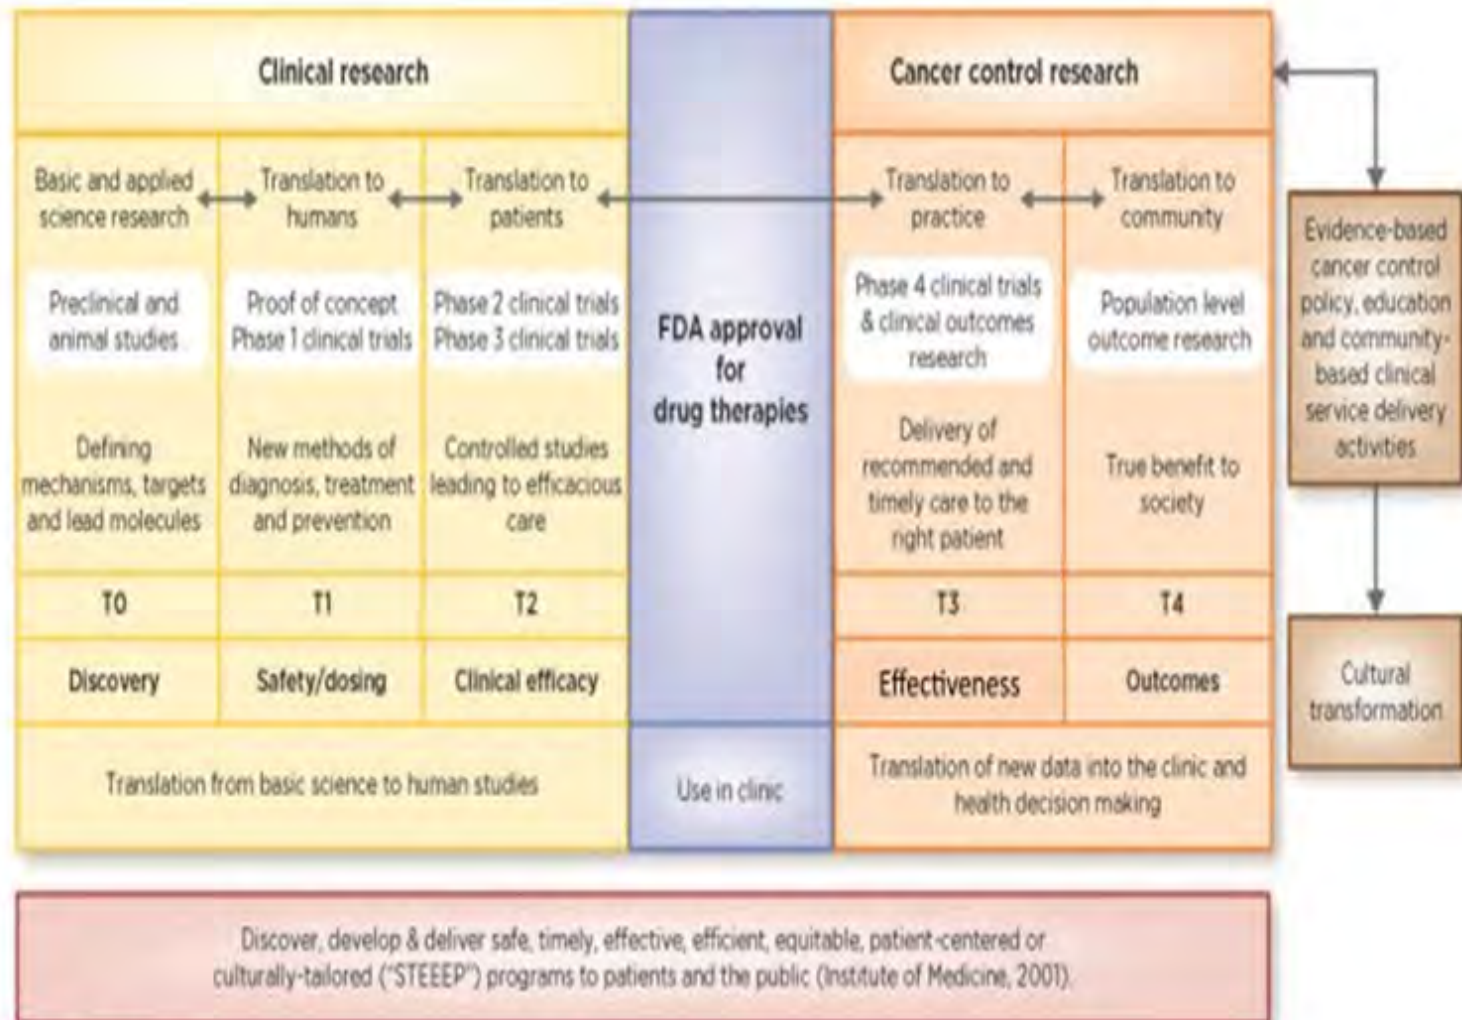 Clinical research
Cancer control research
Basic and applied
science research
Translation to
humans
Translation to
patients
Translation to
practice
Translation to
community
Preclinical and
animal studies
Proof of concept
Phase 1 clinical trials
Phase 2 clinical trials
Phase 3 clinical trials
FDA approval
for
drug therapies
Phase 4 clinical trials
& clinical outcomes
research
Population level
outcome research
Defining
mechanisms, targets
and lead molecules
New methods of
diagnosis, treatment
and prevention
Controlled studies
leading to efficacious
care
Delivery of
recommended and
timely care to the
right patient
True benefit to
society
T0
T1
T2
T3
T4
Discovery
Safety/dosing
Clinical efficacy
Effectiveness
Outcomes
Translation from basic science to human studies
Use in clinic
Translation of new data into the clinic and
health decision making
Evidence-based
cancer control
policy, education
and community-
based clinical
service delivery
activities
Cultural
transformation
Discover, develop & deliver safe, timely, effective, efficient, equitable, patient-centered or
culturally-tailored ("STEEEP") programs to patients and the public (Institute of Medicine, 2001).